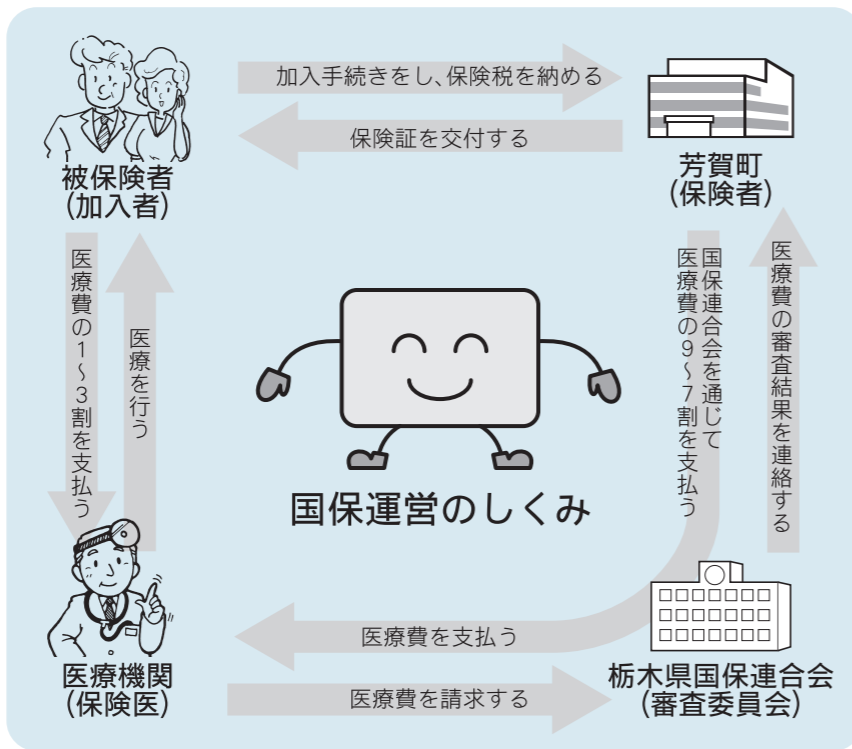 加入手続きをし、保険税を納める
保険証を交付する
被保険者
(加入者)
芳賀町
(保険者)
医療費の1~3割を支払う
医療を行う
国保連合会を通じて
医療費の9~7割を支払う
医療費の審査結果を連絡する
国保運営のしくみ
医療費を支払う
医療機関
(保険医)
医療費を請求する
栃木県国保連合会
(審査委員会)